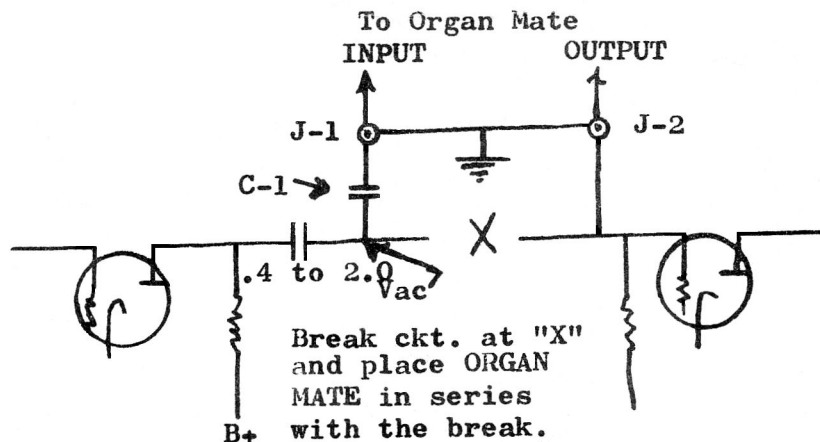 To Organ Mate
INPUT OUTPUT
J-1 J-2
C-1
.4 to 2.0
Vac
Break ckt. at "X"
and place ORGAN
MATE in series
with the break.
B+
X